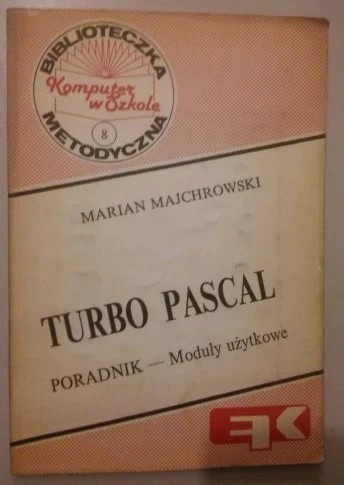 BIBLIOTECZKA
Komputer
w Szkole
8
METODYCZNA
MARIAN MAJCHROWSKI
TURBO PASCAL
PORADNIK — Moduły użytkowe